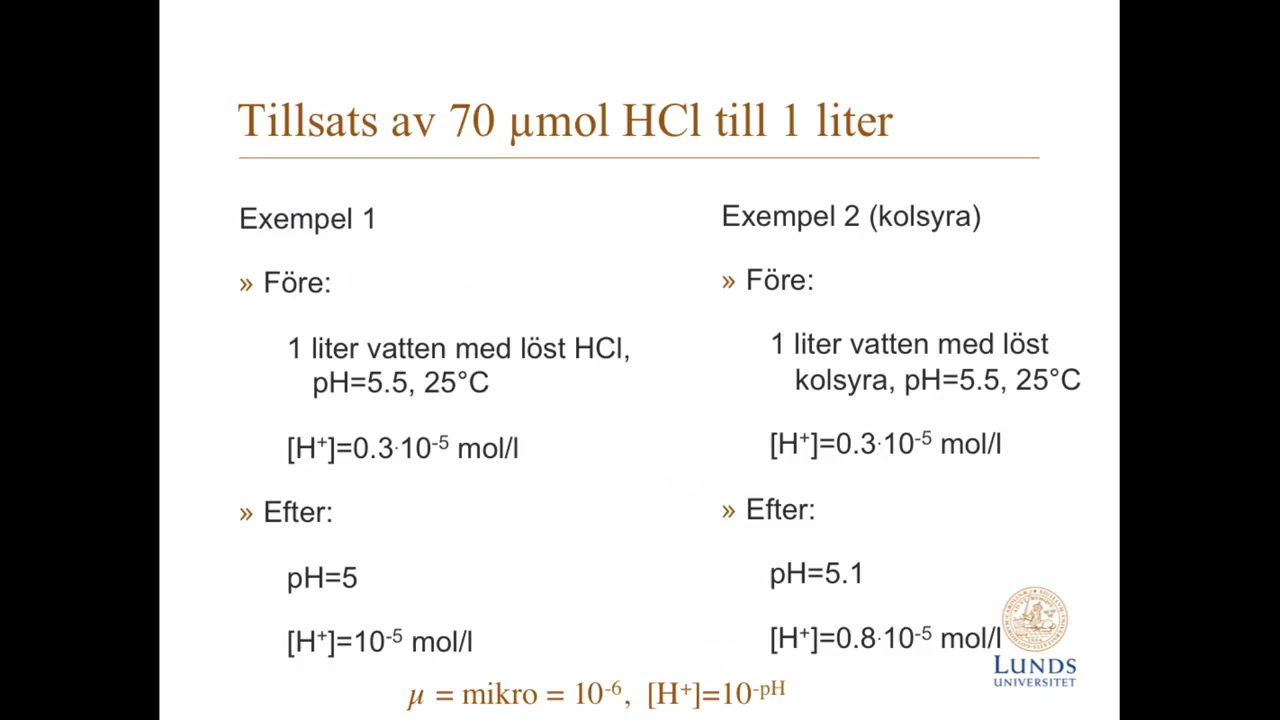 Tillsats av 70 µmol HCl till 1 liter
Exempel 1
» Före:
1 liter vatten med löst HCl,
pH=5.5, 25°C
[H⁺]=0.3·10⁻⁵ mol/l
» Efter:
pH=5
[H⁺]=10⁻⁵ mol/l
Exempel 2 (kolsyra)
» Före:
1 liter vatten med löst
kolsyra, pH=5.5, 25°C
[H⁺]=0.3·10⁻⁵ mol/l
» Efter:
pH=5.1
[H⁺]=0.8·10⁻⁵ mol/l
µ = mikro = 10⁻⁶, [H⁺]=10⁻ᵖᴴ
LUNDS
UNIVERSITET